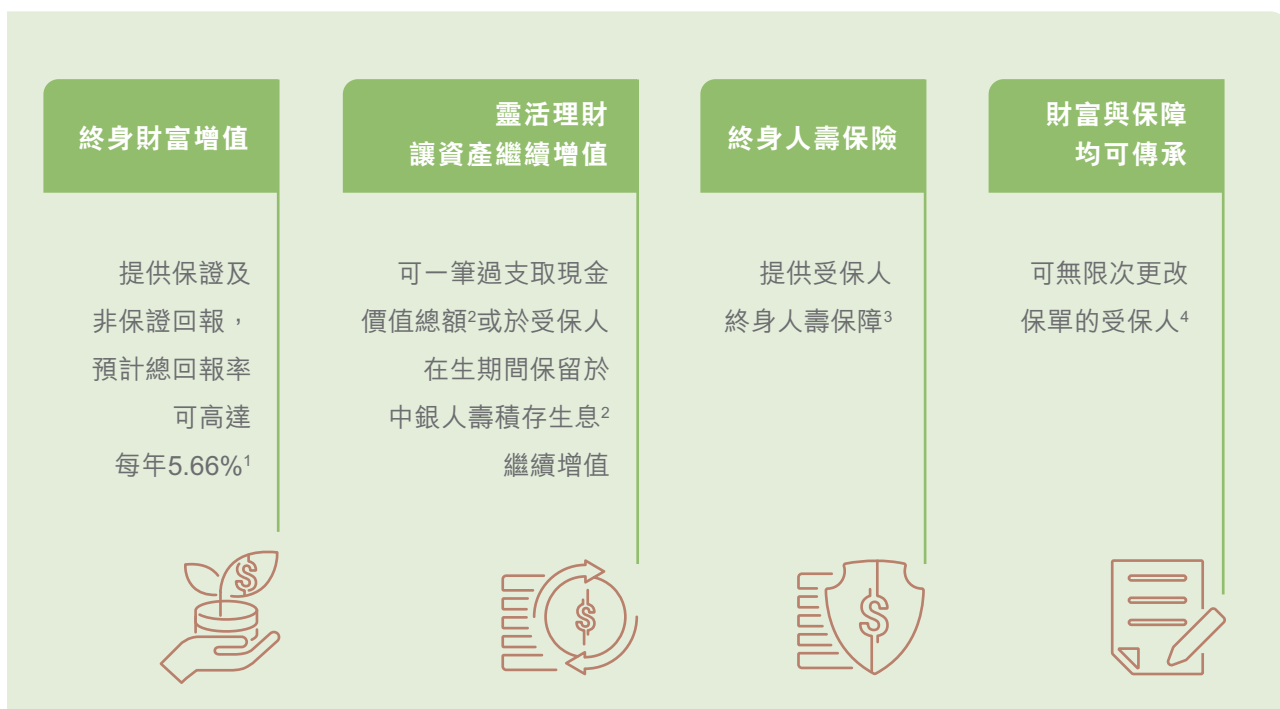 終身財富增值
提供保證及
非保證回報，
預計總回報率
可高達
每年5.66%¹
靈活理財
讓資產繼續增值
可一筆過支取現金
價值總額²或於受保人
在生期間保留於
中銀人壽積存生息²
繼續增值
終身人壽保險
提供受保人
終身人壽保障³
財富與保障
均可傳承
可無限次更改
保單的受保人⁴
$
$
$